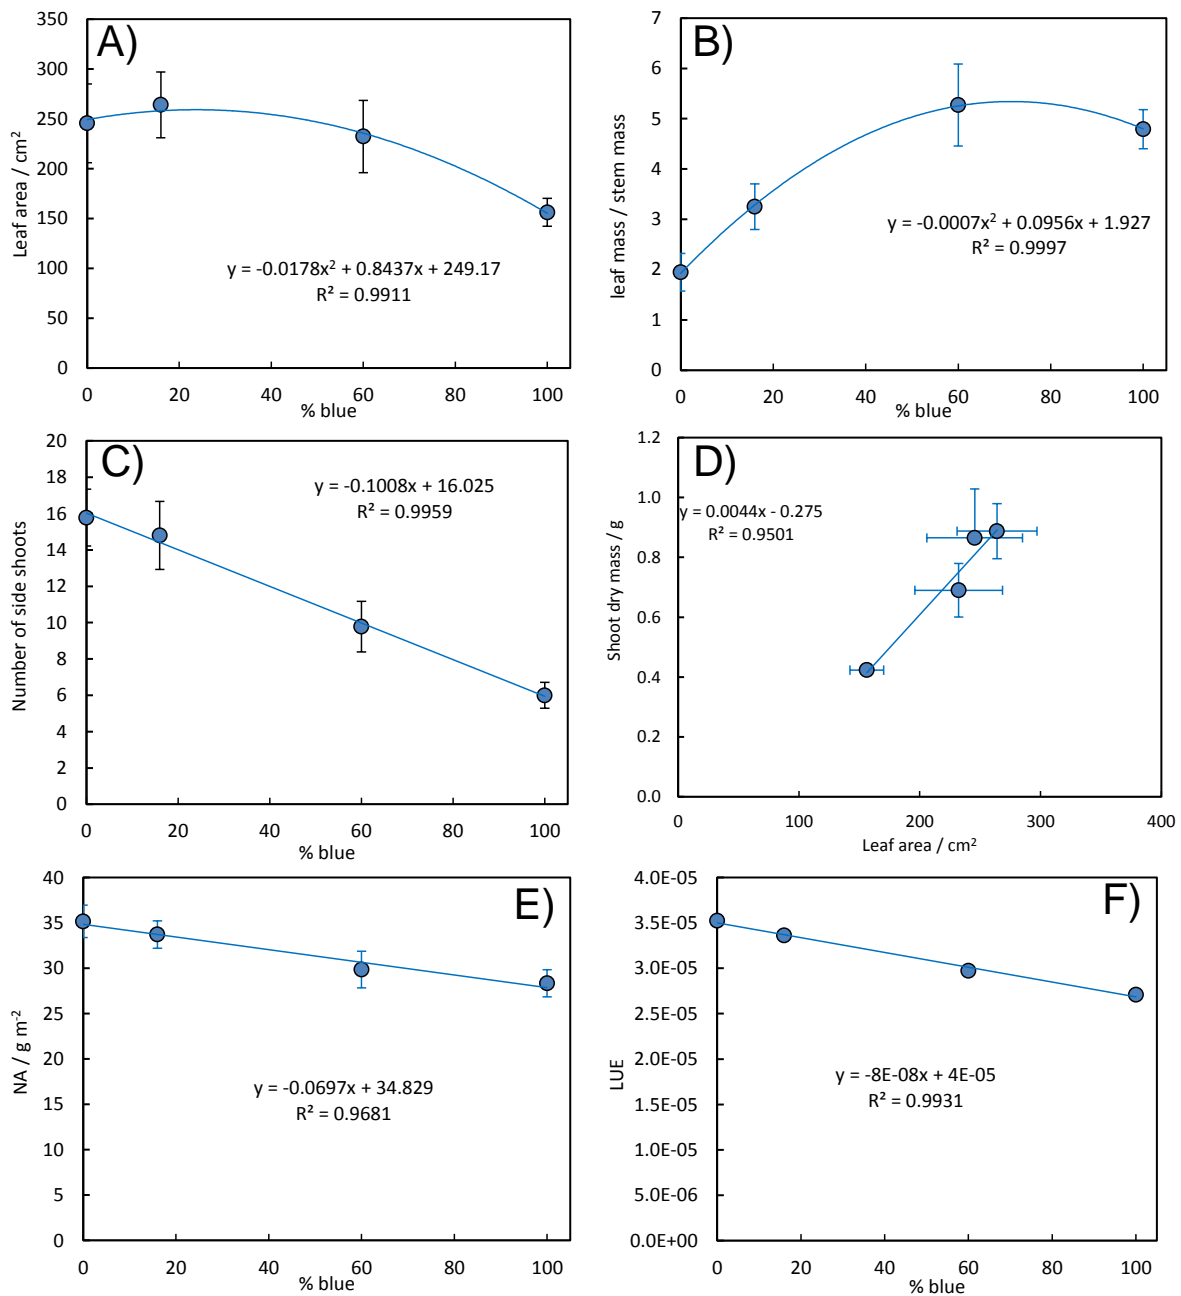 A)
350
300
250
200
150
100
50
0
Leaf area / cm²
y = -0.0178x² + 0.8437x + 249.17
R² = 0.9911
0 20 40 60 80 100
% blue
B)
7
6
5
4
3
2
1
0
leaf mass / stem mass
y = -0.0007x² + 0.0956x + 1.927
R² = 0.9997
0 20 40 60 80 100
% blue
C)
20
18
16
14
12
10
8
6
4
2
0
Number of side shoots
y = -0.1008x + 16.025
R² = 0.9959
0 20 40 60 80 100
% blue
D)
1.2
1.0
0.8
0.6
0.4
0.2
0.0
Shoot dry mass / g
y = 0.0044x - 0.275
R² = 0.9501
0 100 200 300 400
Leaf area / cm²
E)
40
35
30
25
20
15
10
5
0
NA / g m⁻²
y = -0.0697x + 34.829
R² = 0.9681
0 20 40 60 80 100
% blue
F)
4.0E-05
3.5E-05
3.0E-05
2.5E-05
2.0E-05
1.5E-05
1.0E-05
5.0E-06
0.0E+00
LUE
y = -8E-08x + 4E-05
R² = 0.9931
0 20 40 60 80 100
% blue